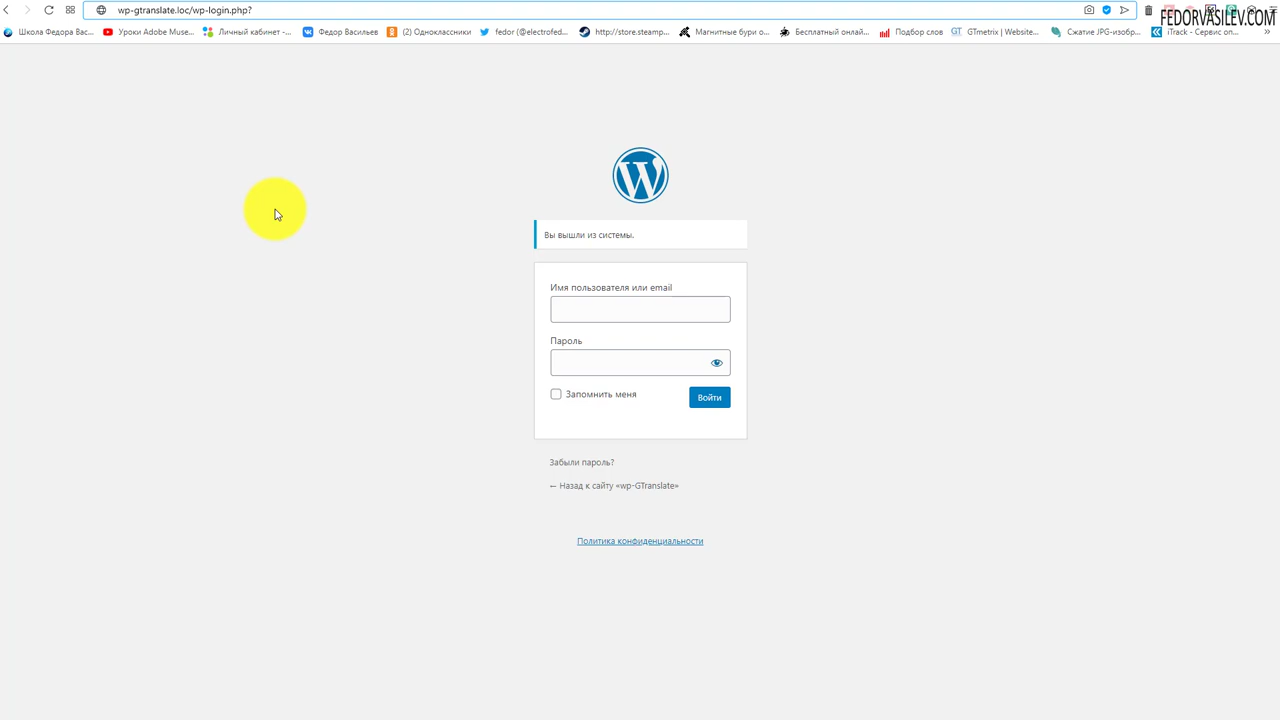 wp-gtranslate.loc/wp-login.php?
FEDORVASILEV.COM
Школа Федора Вас...
Уроки Adobe Muse...
Личный кабинет -...
Федор Васильев
(2) Одноклассники
fedor (@electrofed...
http://store.steamp...
Магнитные бури о...
Бесплатный онлай...
Подбор слов
GT
GTmetrix | Website...
Сжатие JPG-изобр...
iTrack - Сервис оп...
Вы вышли из системы.
Имя пользователя или email
Пароль
Запомнить меня
Войти
Забыли пароль?
← Назад к сайту «wp-GTranslate»
Политика конфиденциальности